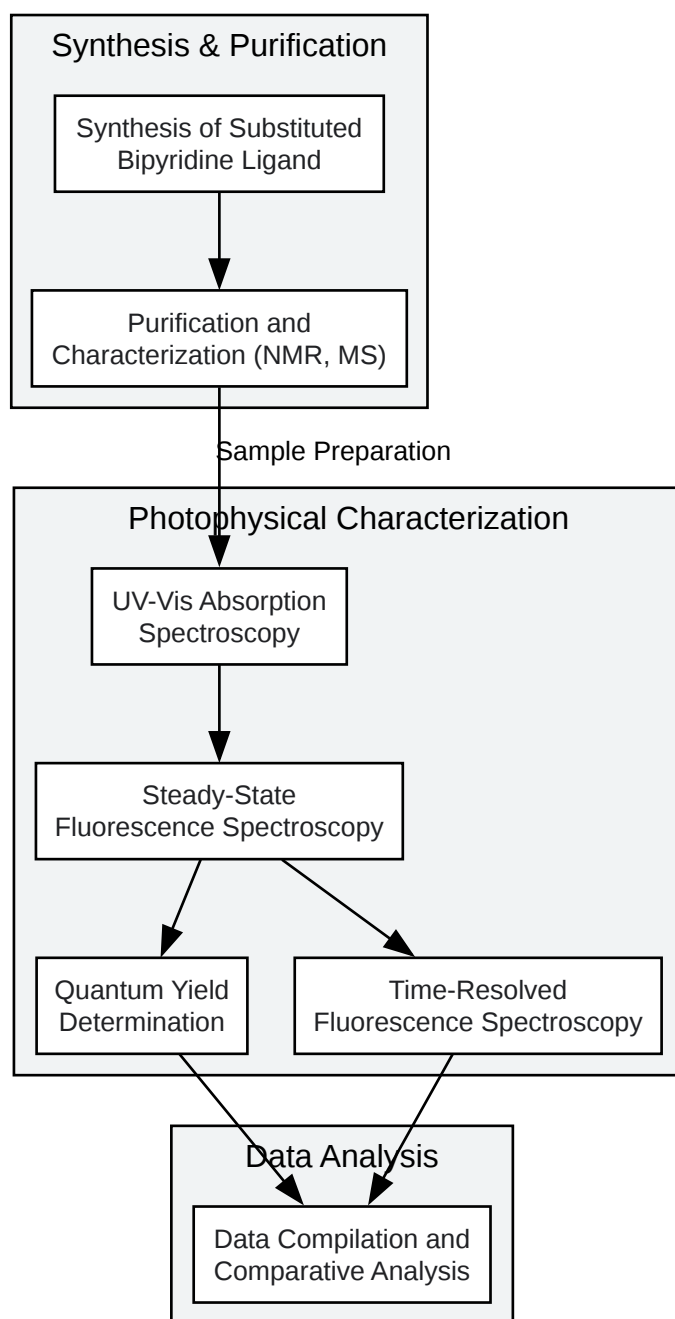 Synthesis & Purification
Synthesis of Substituted
Bipyridine Ligand
Purification and
Characterization (NMR, MS)
Sample Preparation
Photophysical Characterization
UV-Vis Absorption
Spectroscopy
Steady-State
Fluorescence Spectroscopy
Quantum Yield
Determination
Time-Resolved
Fluorescence Spectroscopy
Data Analysis
Data Compilation and
Comparative Analysis